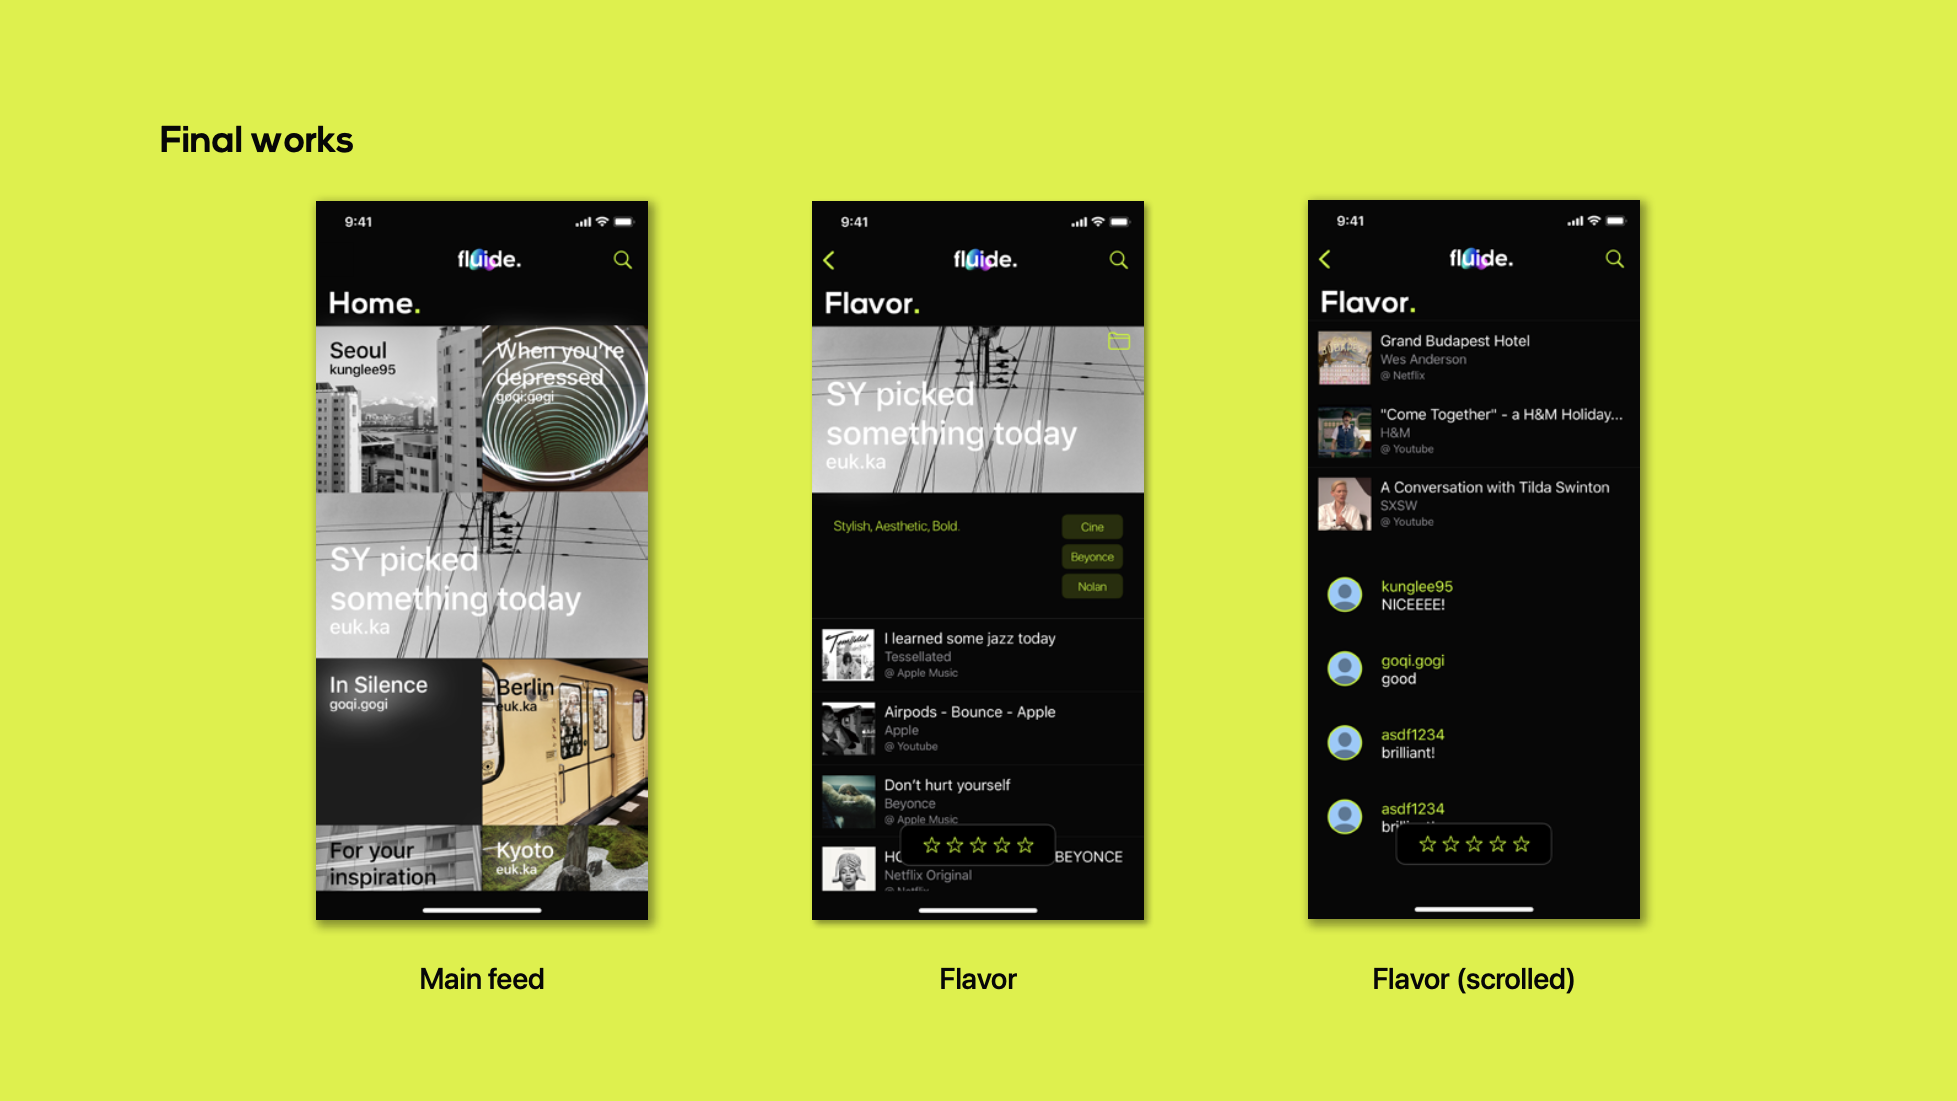 Final works
9:41
fluide.
Home.
Seoul
kunglee95
When you're
depressed
goqi.gogi
SY picked
something today
euk.ka
In Silence
goqi.gogi
Berlin
euk.ka
For your
inspiration
Kyoto
euk.ka
Main feed
9:41
fluide.
Flavor.
SY picked
something today
euk.ka
Stylish, Aesthetic, Bold.
Cine
Beyonce
Nolan
I learned some jazz today
Tessellated
@ Apple Music
Airpods - Bounce - Apple
Apple
@ Youtube
Don't hurt yourself
Beyonce
@ Apple Music
BEYONCE
Netflix Original
@ Netflix
Flavor
9:41
fluide.
Flavor.
Grand Budapest Hotel
Wes Anderson
@ Netflix
"Come Together" - a H&M Holiday...
H&M
@ Youtube
A Conversation with Tilda Swinton
SXSW
@ Youtube
kunglee95
NICEEEE!
goqi.gogi
good
asdf1234
brilliant!
asdf1234
Flavor (scrolled)